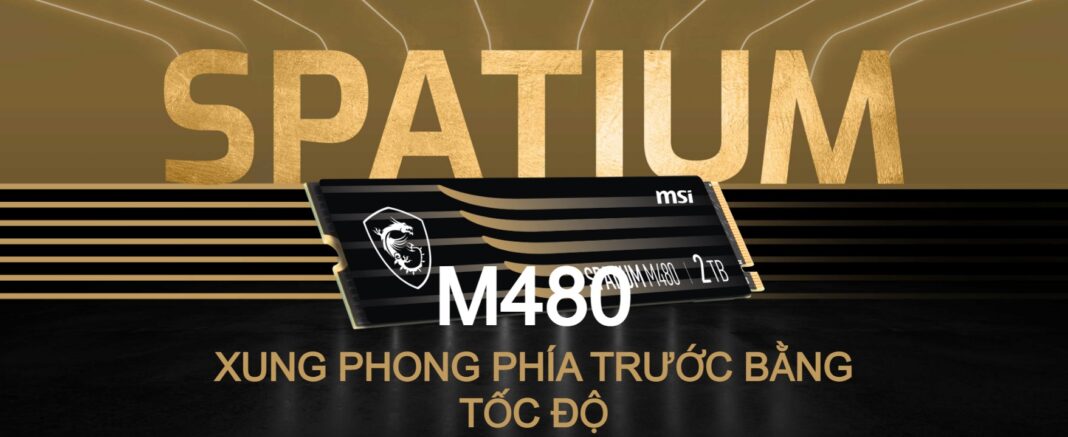 SPATIUM
msi
SPATIUM M480 | 2TB
M480
XUNG PHONG PHÍA TRƯỚC BẰNG
TỐC ĐỘ